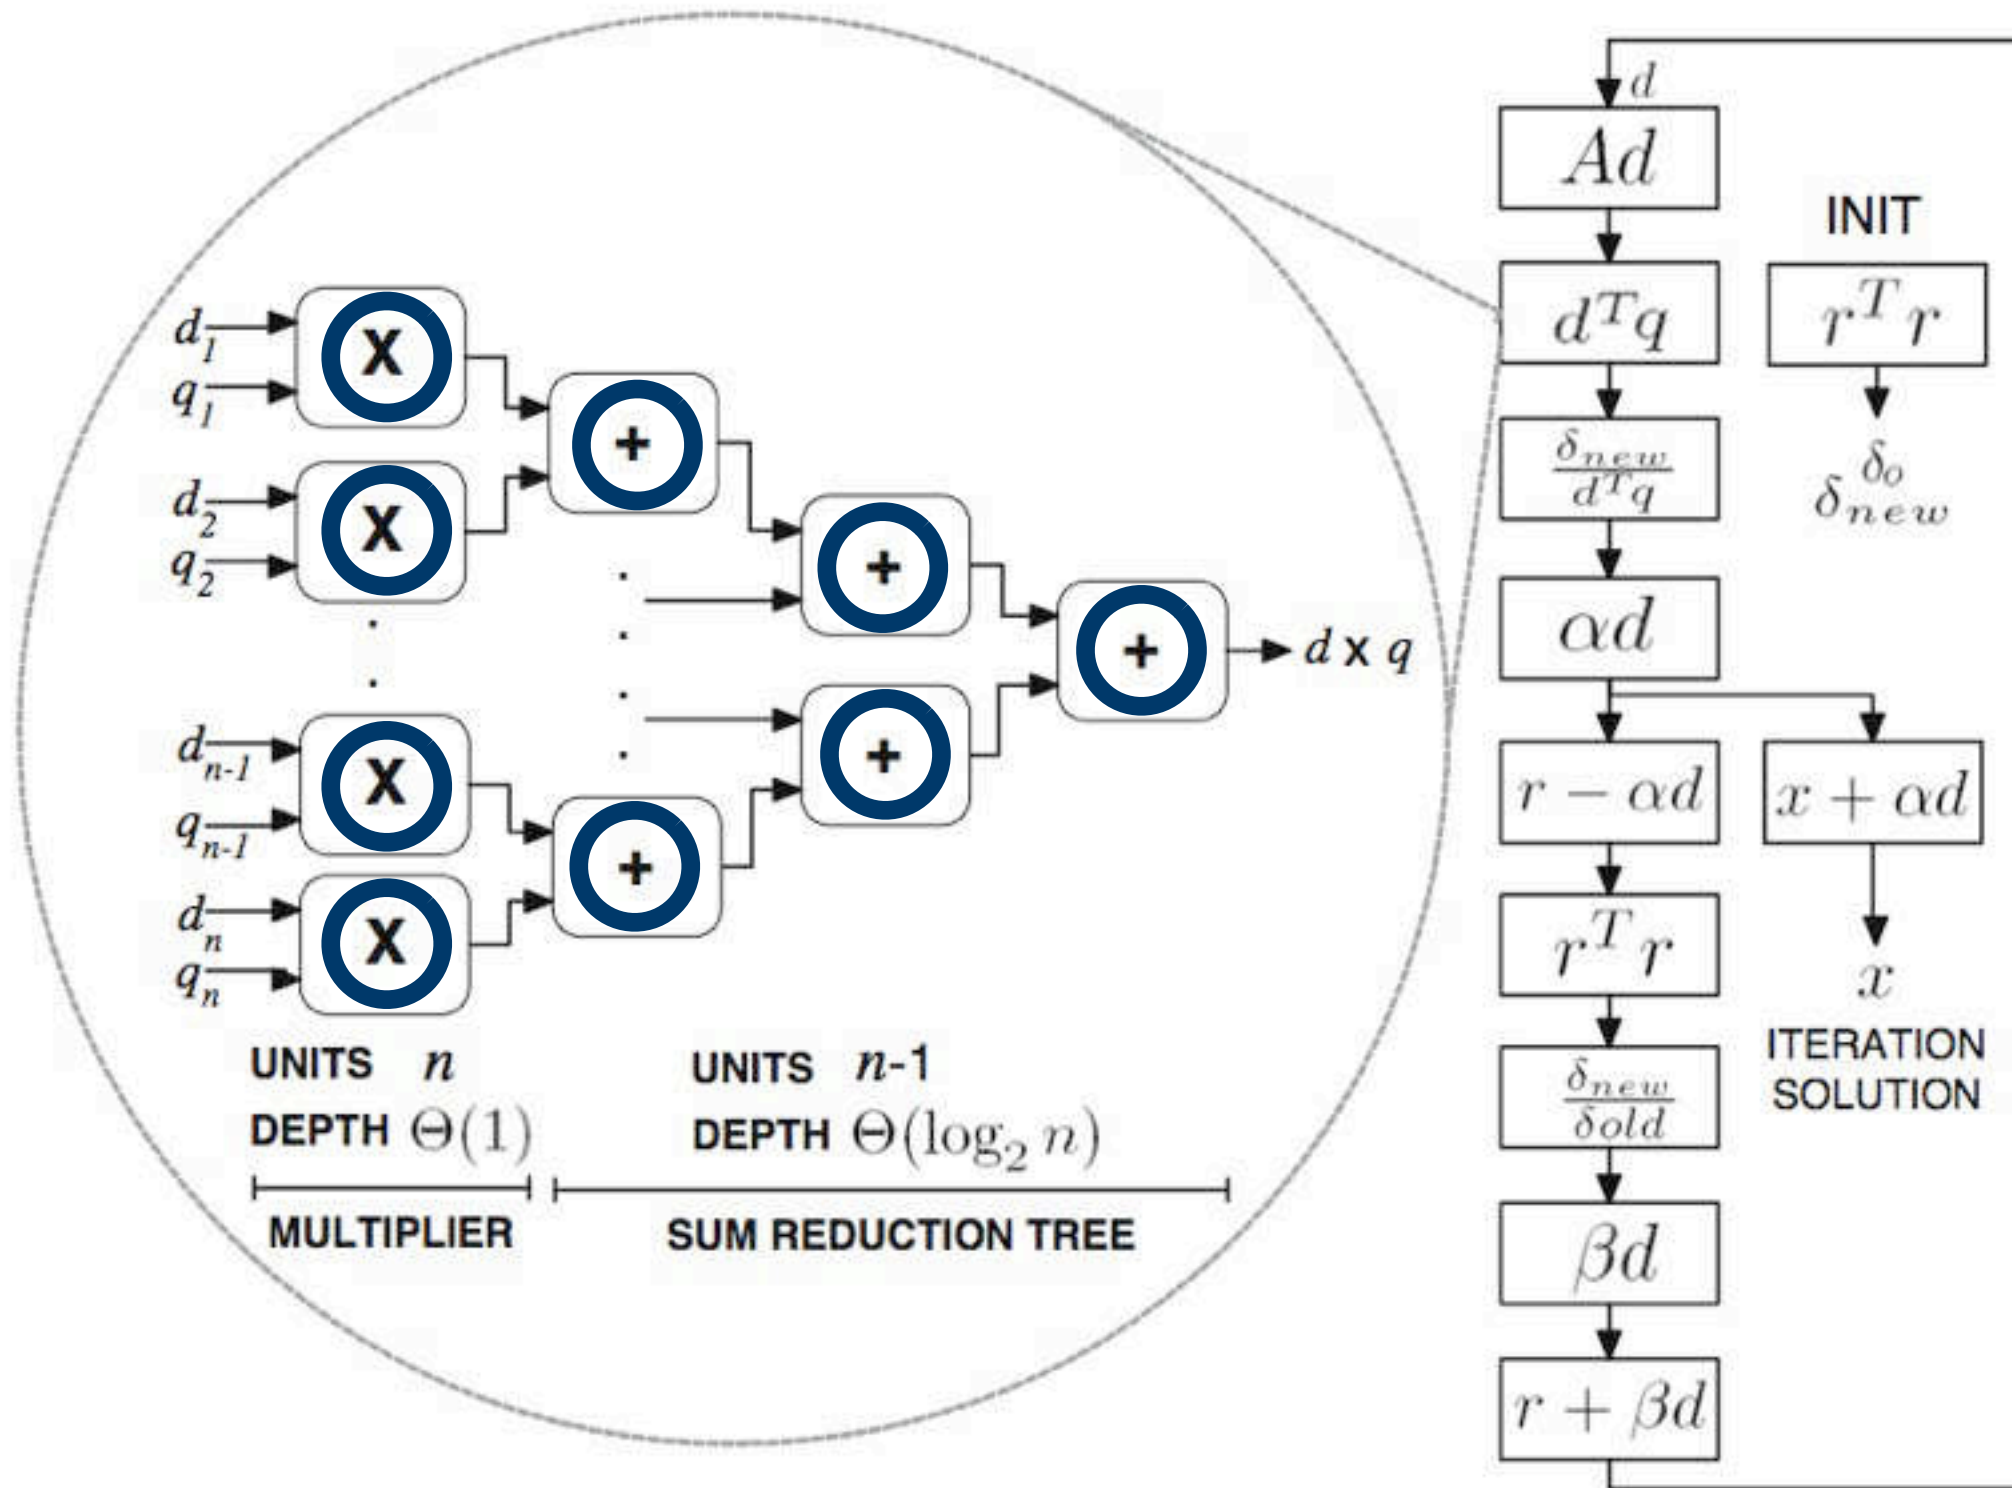 d₁
q₁
X
+
d₂
q₂
X
+
+
d x q
dₙ₋₁
qₙ₋₁
X
+
+
dₙ
qₙ
X
UNITS n
DEPTH Θ(1)
MULTIPLIER
UNITS n-1
DEPTH Θ(log₂ n)
SUM REDUCTION TREE
d
Ad
dᵀq
δnew/dᵀq
αd
r − αd
rᵀr
δnew/δold
βd
r + βd
INIT
rᵀr
δ₀
δnew
x + αd
x
ITERATION
SOLUTION